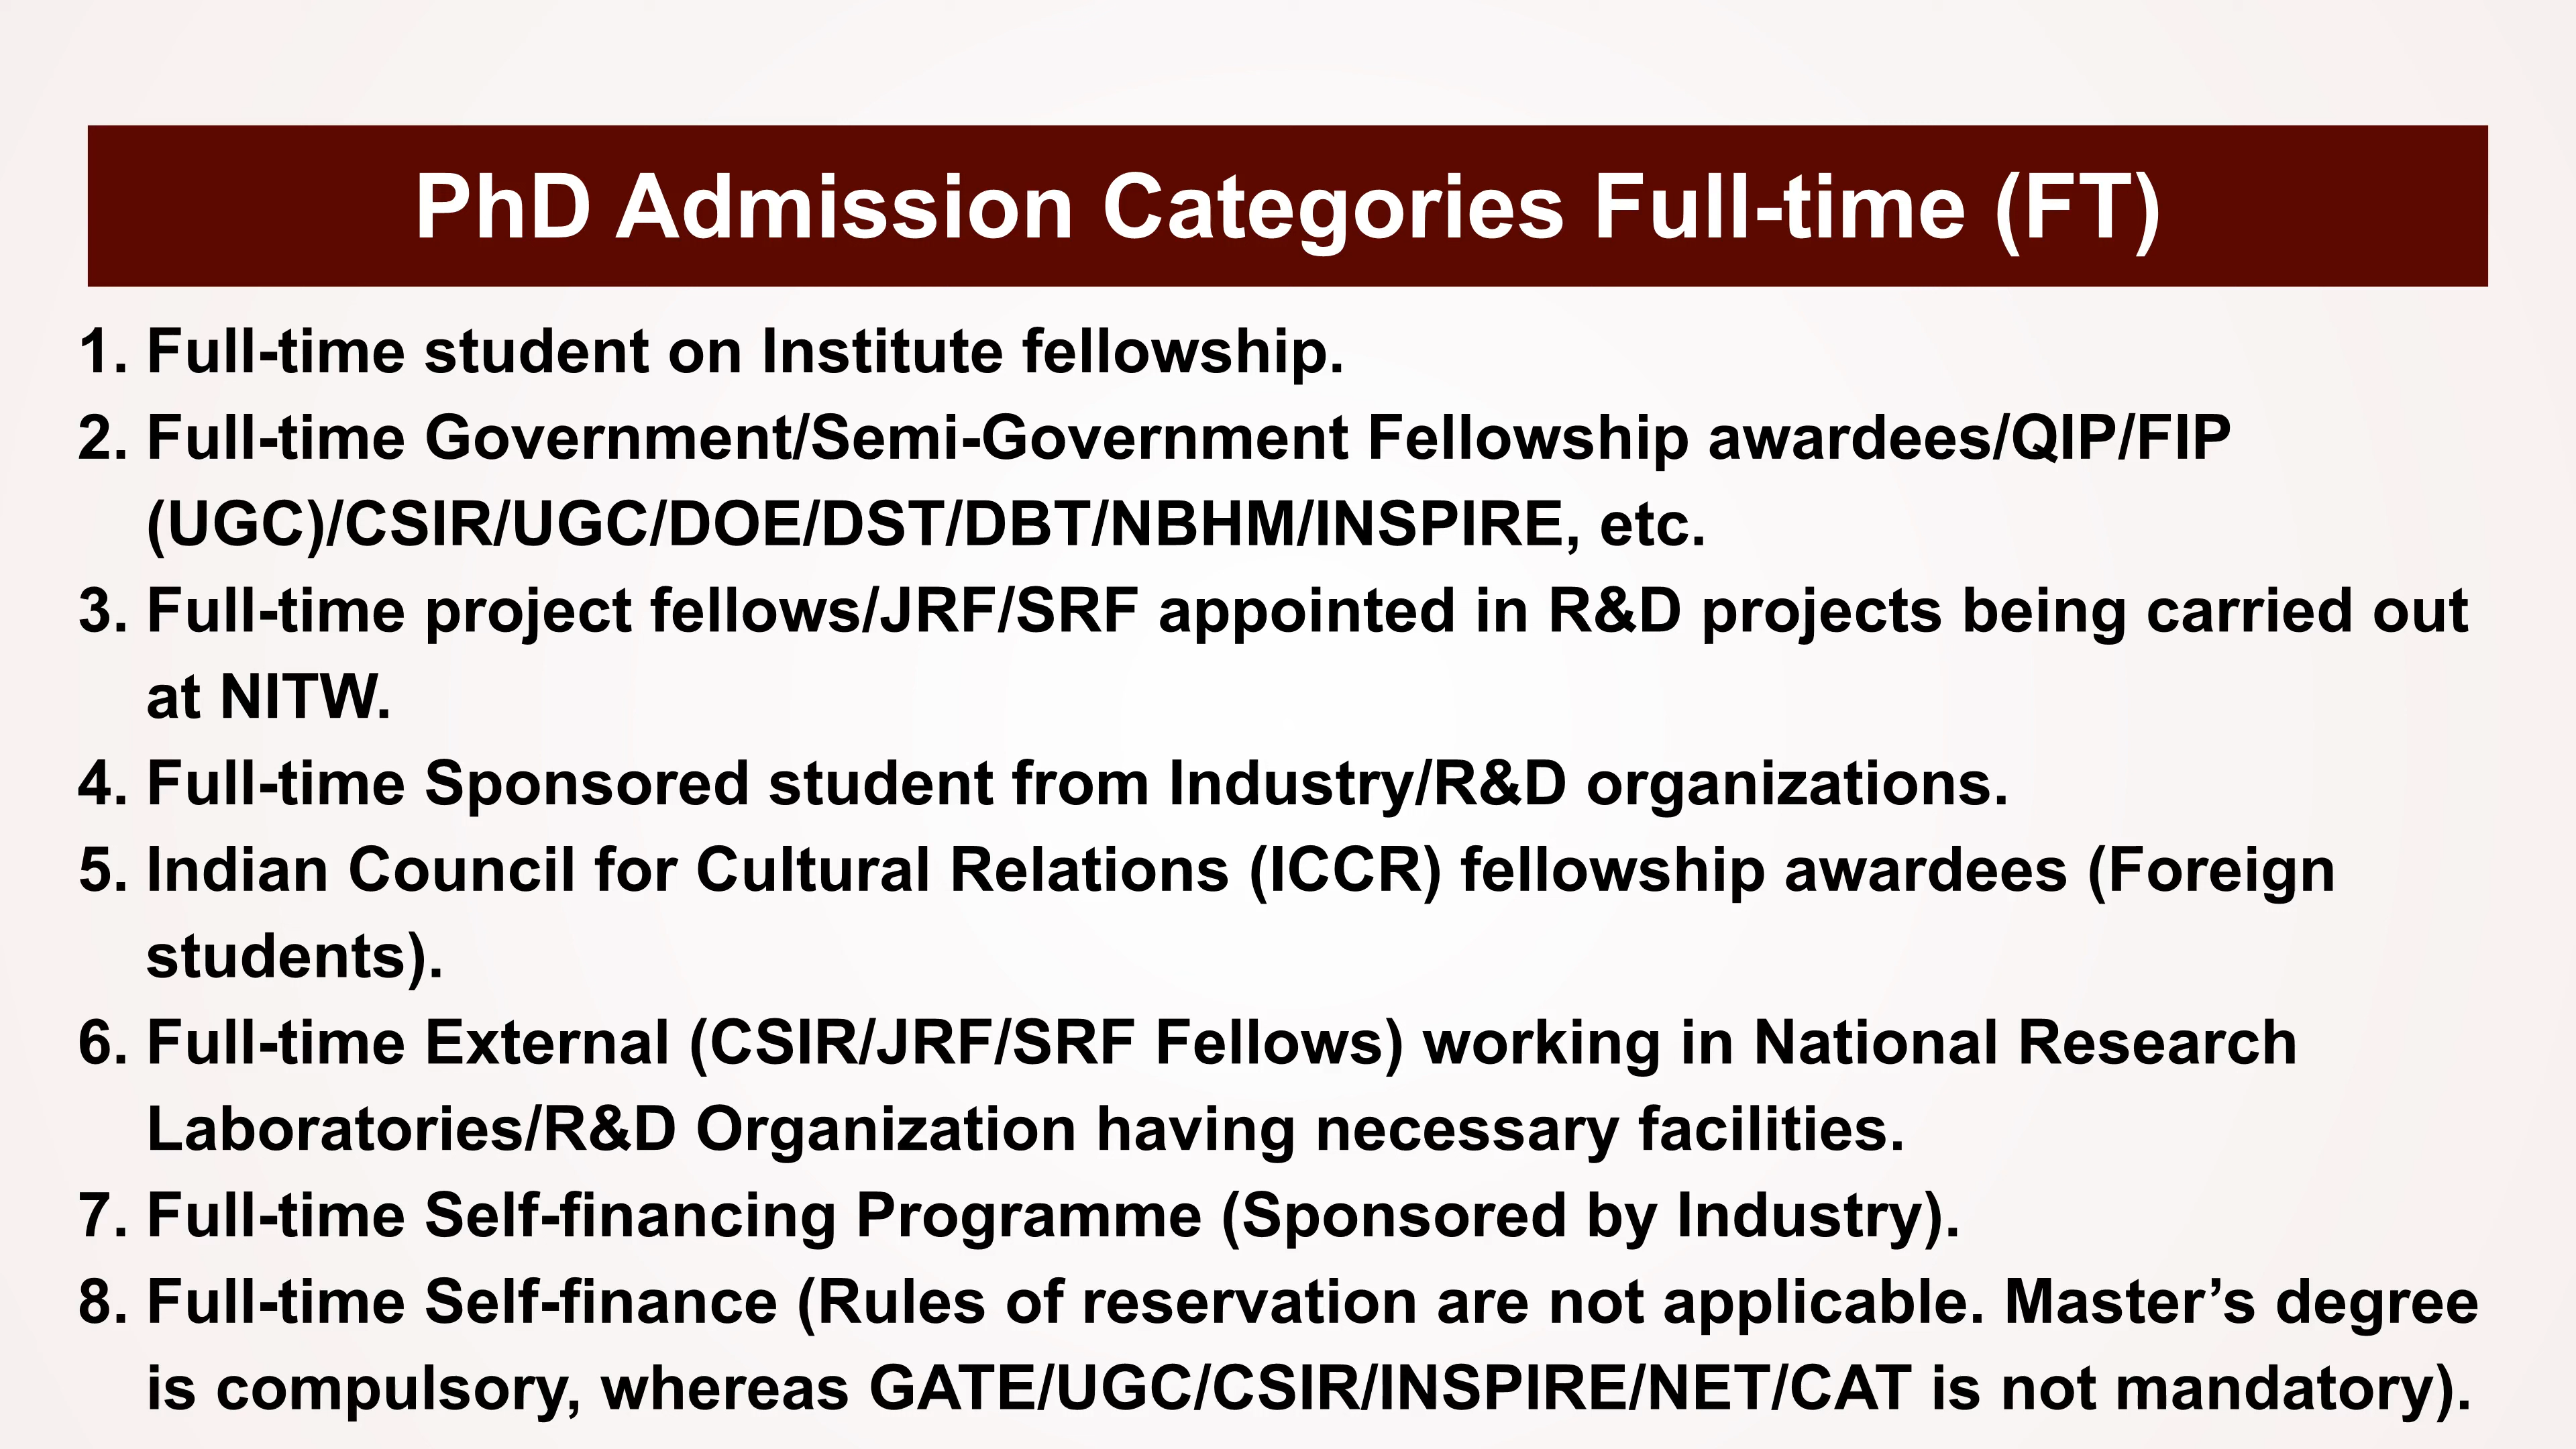 PhD Admission Categories Full-time (FT)
1. Full-time student on Institute fellowship.
2. Full-time Government/Semi-Government Fellowship awardees/QIP/FIP
(UGC)/CSIR/UGC/DOE/DST/DBT/NBHM/INSPIRE, etc.
3. Full-time project fellows/JRF/SRF appointed in R&D projects being carried out
at NITW.
4. Full-time Sponsored student from Industry/R&D organizations.
5. Indian Council for Cultural Relations (ICCR) fellowship awardees (Foreign
students).
6. Full-time External (CSIR/JRF/SRF Fellows) working in National Research
Laboratories/R&D Organization having necessary facilities.
7. Full-time Self-financing Programme (Sponsored by Industry).
8. Full-time Self-finance (Rules of reservation are not applicable. Master’s degree
is compulsory, whereas GATE/UGC/CSIR/INSPIRE/NET/CAT is not mandatory).